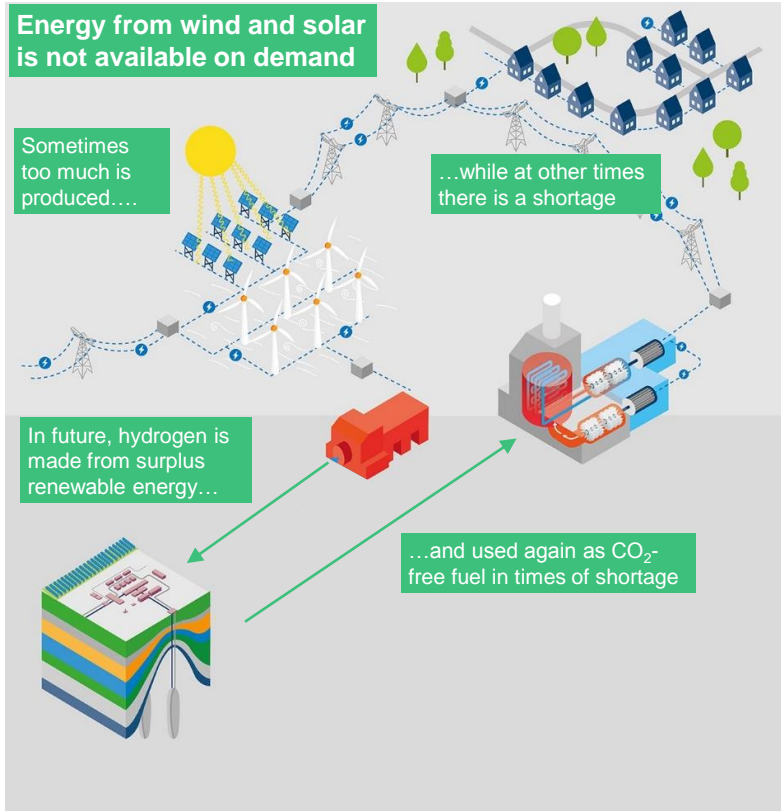 Energy from wind and solar
is not available on demand
Sometimes
too much is
produced….
…while at other times
there is a shortage
In future, hydrogen is
made from surplus
renewable energy…
…and used again as CO₂-
free fuel in times of shortage